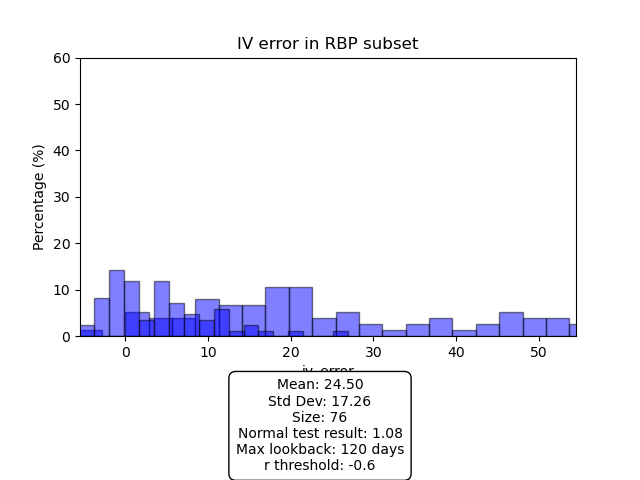 IV error in RBP subset
Percentage (%)
60
50
40
30
20
10
0
0 10 20 30 40 50
iv_error
Mean: 24.50
Std Dev: 17.26
Size: 76
Normal test result: 1.08
Max lookback: 120 days
r threshold: -0.6